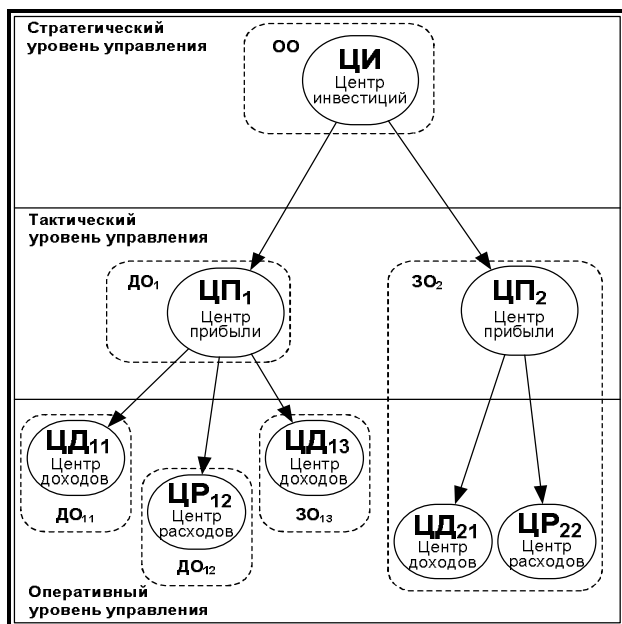 Стратегический
уровень управления
ОО
ЦИ
Центр
инвестиций
Тактический
уровень управления
ДО₁
ЦП₁
Центр
прибыли
ЗО₂
ЦП₂
Центр
прибыли
ЦД₁₁
Центр
доходов
ДО₁₁
ЦР₁₂
Центр
расходов
ДО₁₂
ЦД₁₃
Центр
доходов
ЗО₁₃
ЦД₂₁
Центр
доходов
ЦР₂₂
Центр
расходов
Оперативный
уровень управления